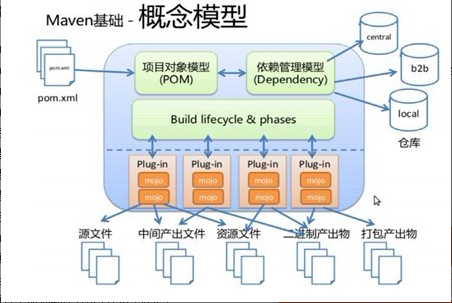 Maven基础 - 概念模型
pom.xml
pom.xml
项目对象模型
(POM)
依赖管理模型
(Dependency)
central
b2b
local
仓库
Build lifecycle & phases
Plug-in
mojo
mojo
Plug-in
mojo
mojo
Plug-in
mojo
mojo
Plug-in
mojo
mojo
源文件
中间产出文件
资源文件
二进制产出物
打包产出物